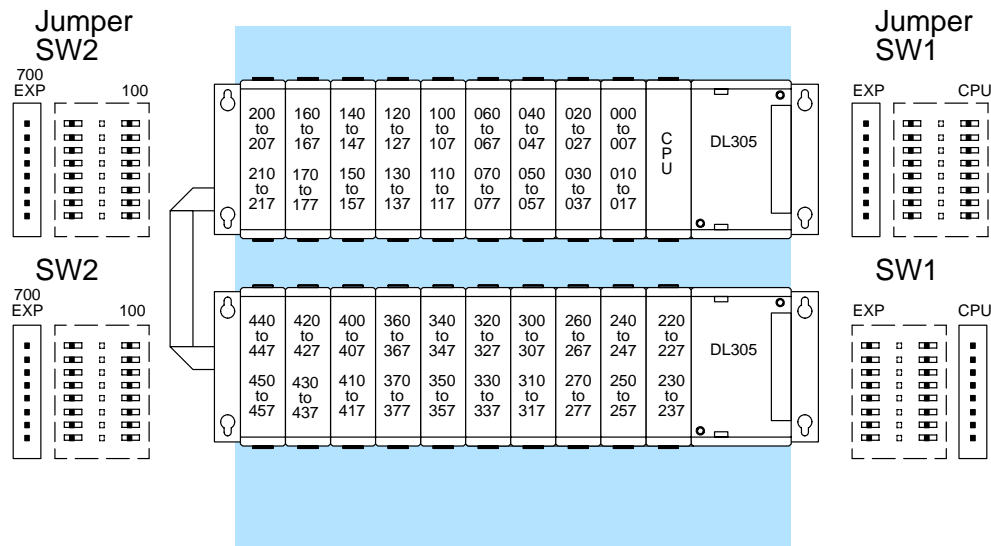 Jumper
SW2
700
EXP
100
200
to
207
210
to
217
160
to
167
170
to
177
140
to
147
150
to
157
120
to
127
130
to
137
100
to
107
110
to
117
060
to
067
070
to
077
040
to
047
050
to
057
020
to
027
030
to
037
000
to
007
010
to
017
C
P
U
DL305
Jumper
SW1
EXP
CPU
SW2
700
EXP
100
440
to
447
450
to
457
420
to
427
430
to
437
400
to
407
410
to
417
360
to
367
370
to
377
340
to
347
350
to
357
320
to
327
330
to
337
300
to
307
310
to
317
260
to
267
270
to
277
240
to
247
250
to
257
220
to
227
230
to
237
DL305
SW1
EXP
CPU